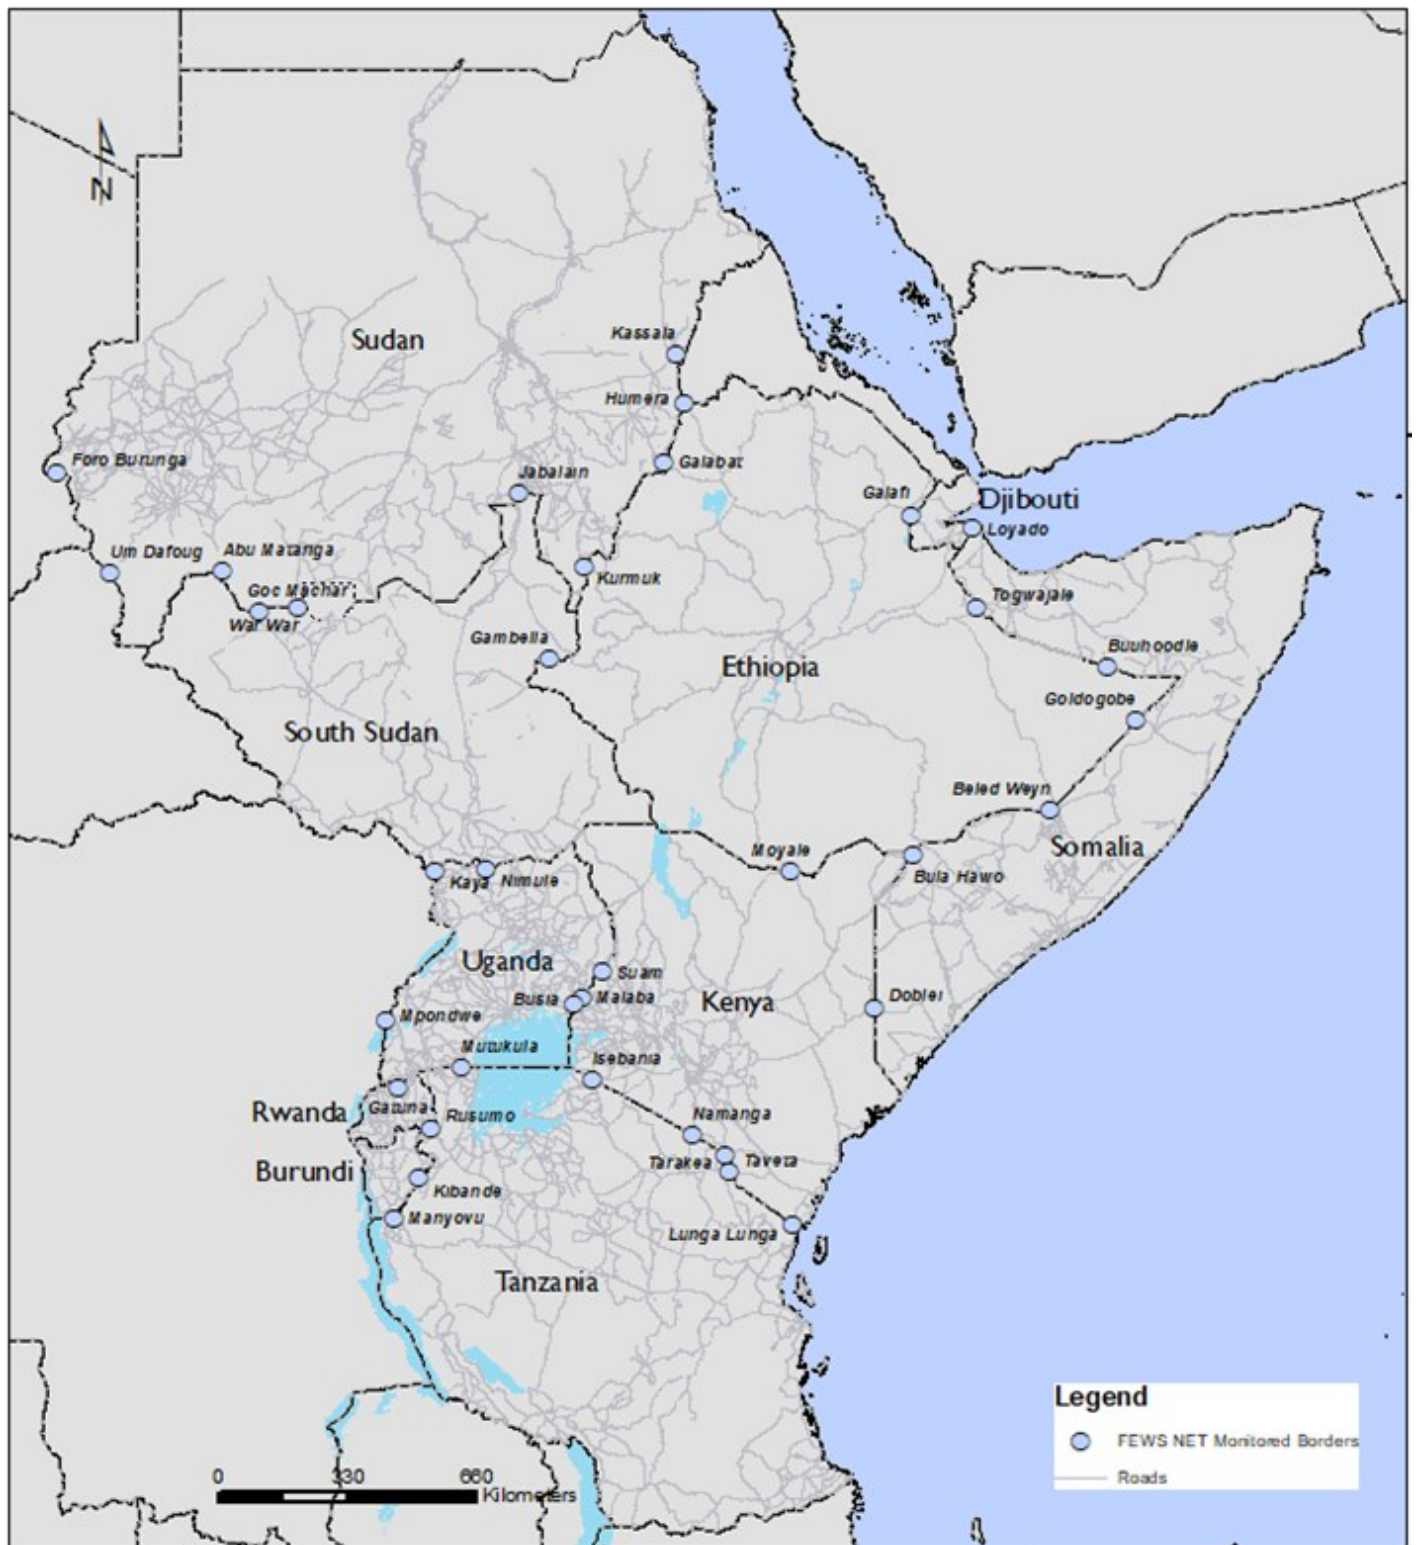 N
Sudan
Kassala
Humera
Galabat
Foro Burunga
Jabalain
Galafi
Djibouti
Loyado
Um Dafoug
Abu Matanga
Kurmuk
Goc Machar
War War
Togwajale
Gambella
Ethiopia
Buuhoodle
Goldogobe
South Sudan
Beled Weyn
Somalia
Moyale
Kaya
Nimule
Bula Hawo
Uganda
Suam
Busia
Malaba
Kenya
Doblei
Mpondwe
Mutukula
Isebania
Rwanda
Gatuna
Rusumo
Namanga
Burundi
Tarakea
Taveta
Kibande
Manyovu
Lunga Lunga
Tanzania
Legend
FEWS NET Monitored Borders
Roads
0 330 660
Kilometers